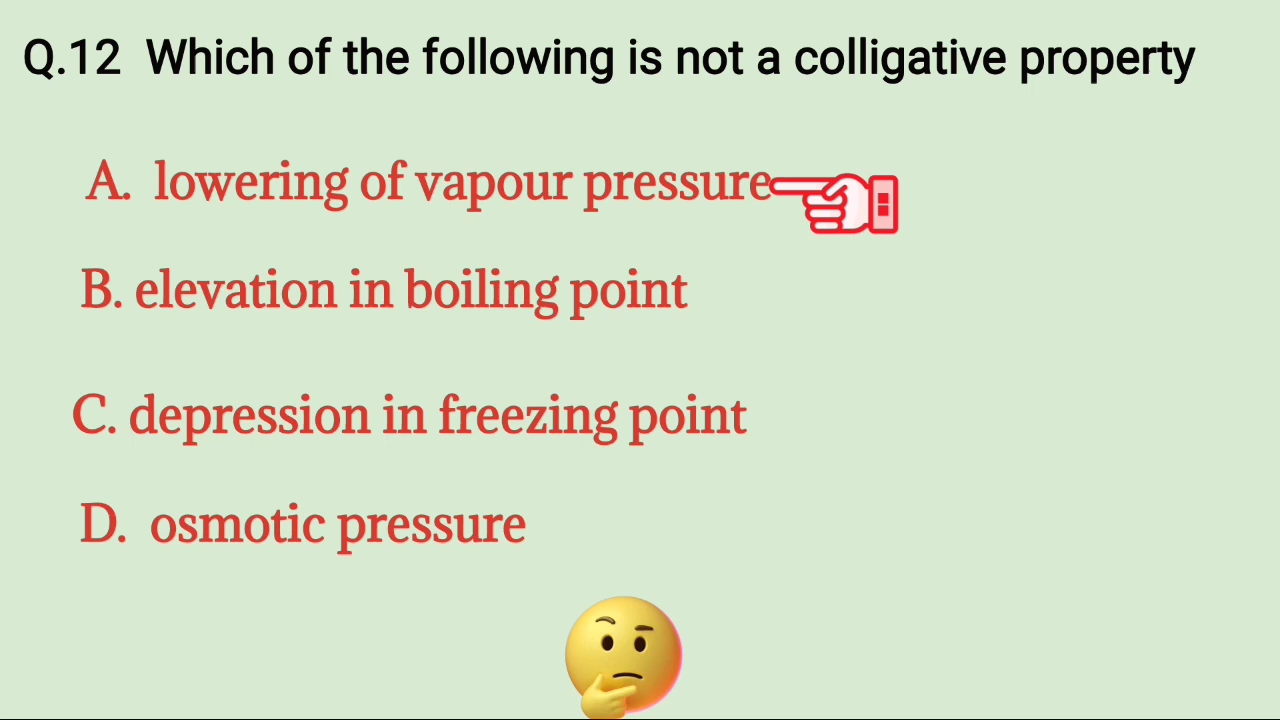 Q.12 Which of the following is not a colligative property
A. lowering of vapour pressure
B. elevation in boiling point
C. depression in freezing point
D. osmotic pressure